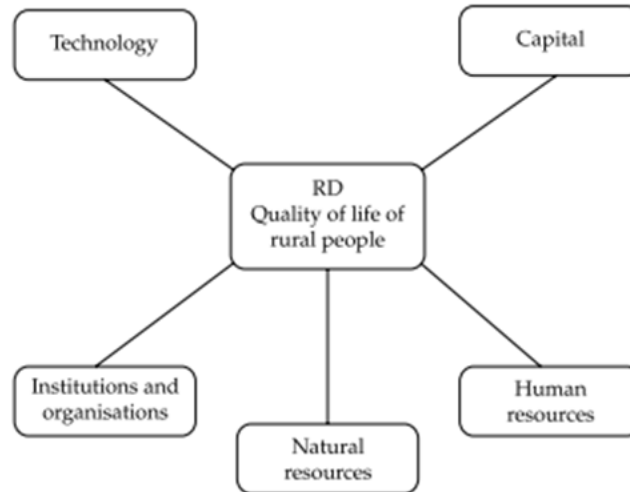 Technology
Capital
RD
Quality of life of
rural people
Institutions and
organisations
Human
resources
Natural
resources